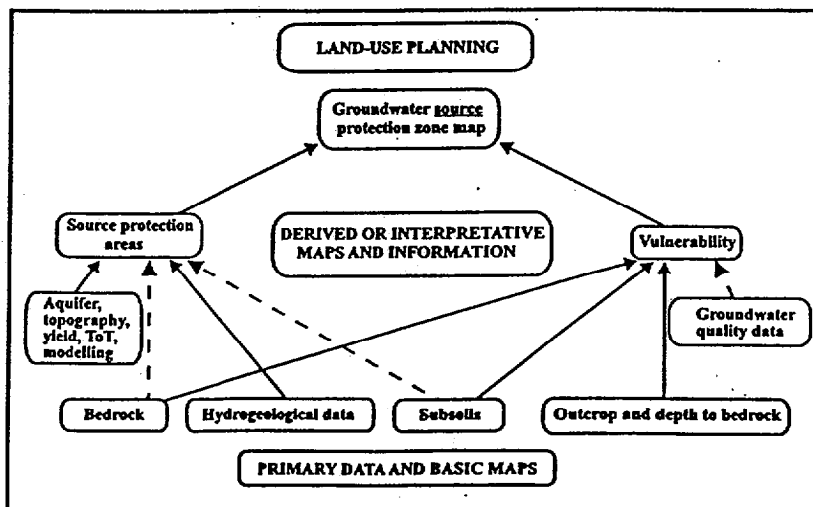 LAND-USE PLANNING
Groundwater source
protection zone map
Source protection
areas
DERIVED OR INTERPRETATIVE
MAPS AND INFORMATION
Vulnerability
Aquifer,
topography,
yield, ToT,
modelling
Groundwater
quality data
Bedrock
Hydrogeological data
Subsoils
Outcrop and depth to bedrock
PRIMARY DATA AND BASIC MAPS